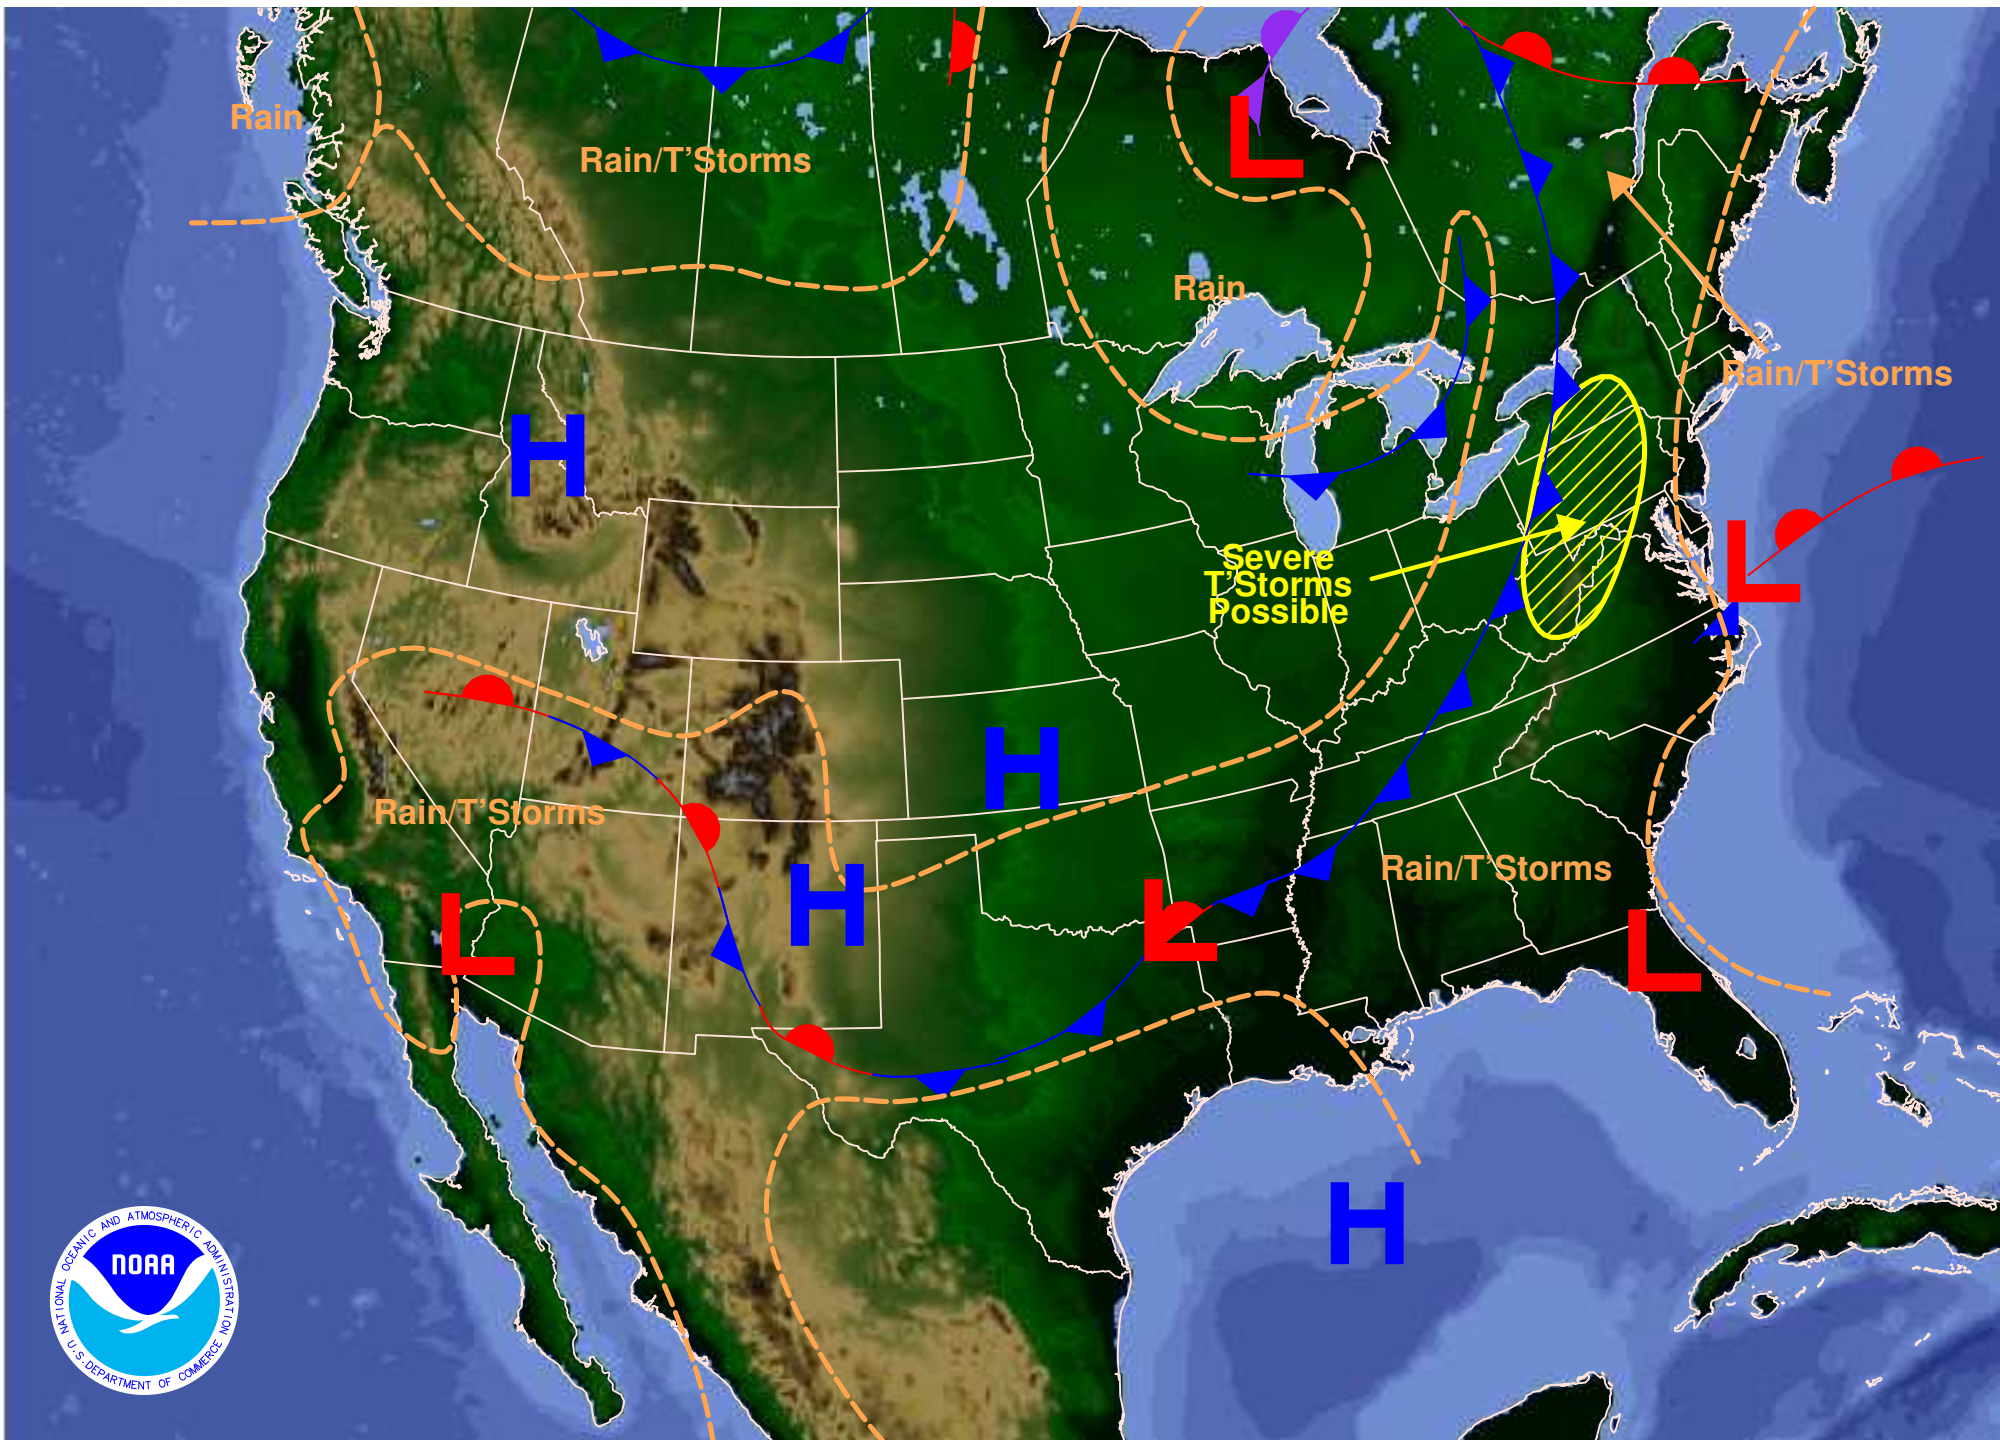 Rain
Rain/T'Storms
L
Rain
Rain/T'Storms
H
Severe
T'Storms
Possible
L
H
Rain/T'Storms
H
Rain/T'Storms
L
L
L
H
NATIONAL OCEANIC AND ATMOSPHERIC ADMINISTRATION
NOAA
U.S. DEPARTMENT OF COMMERCE